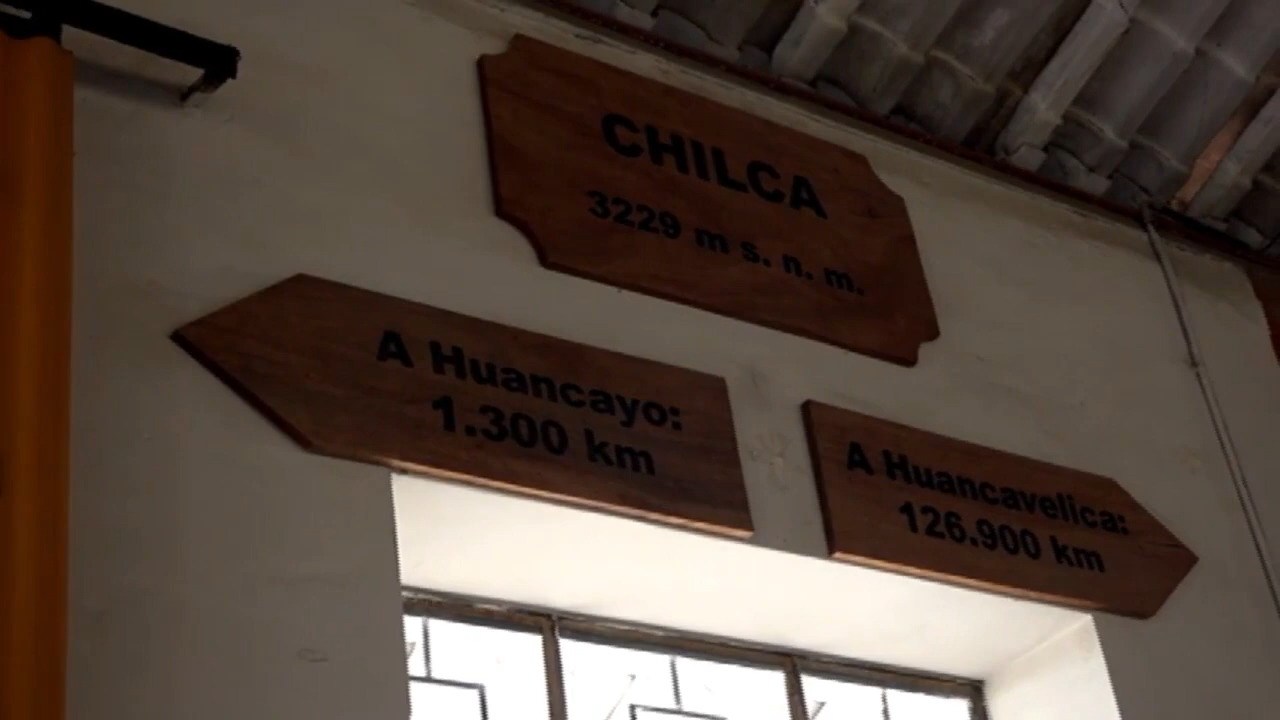 CHILCA
3229 m s. n. m.
A Huancayo:
1.300 km
A Huancavelica:
126.900 km